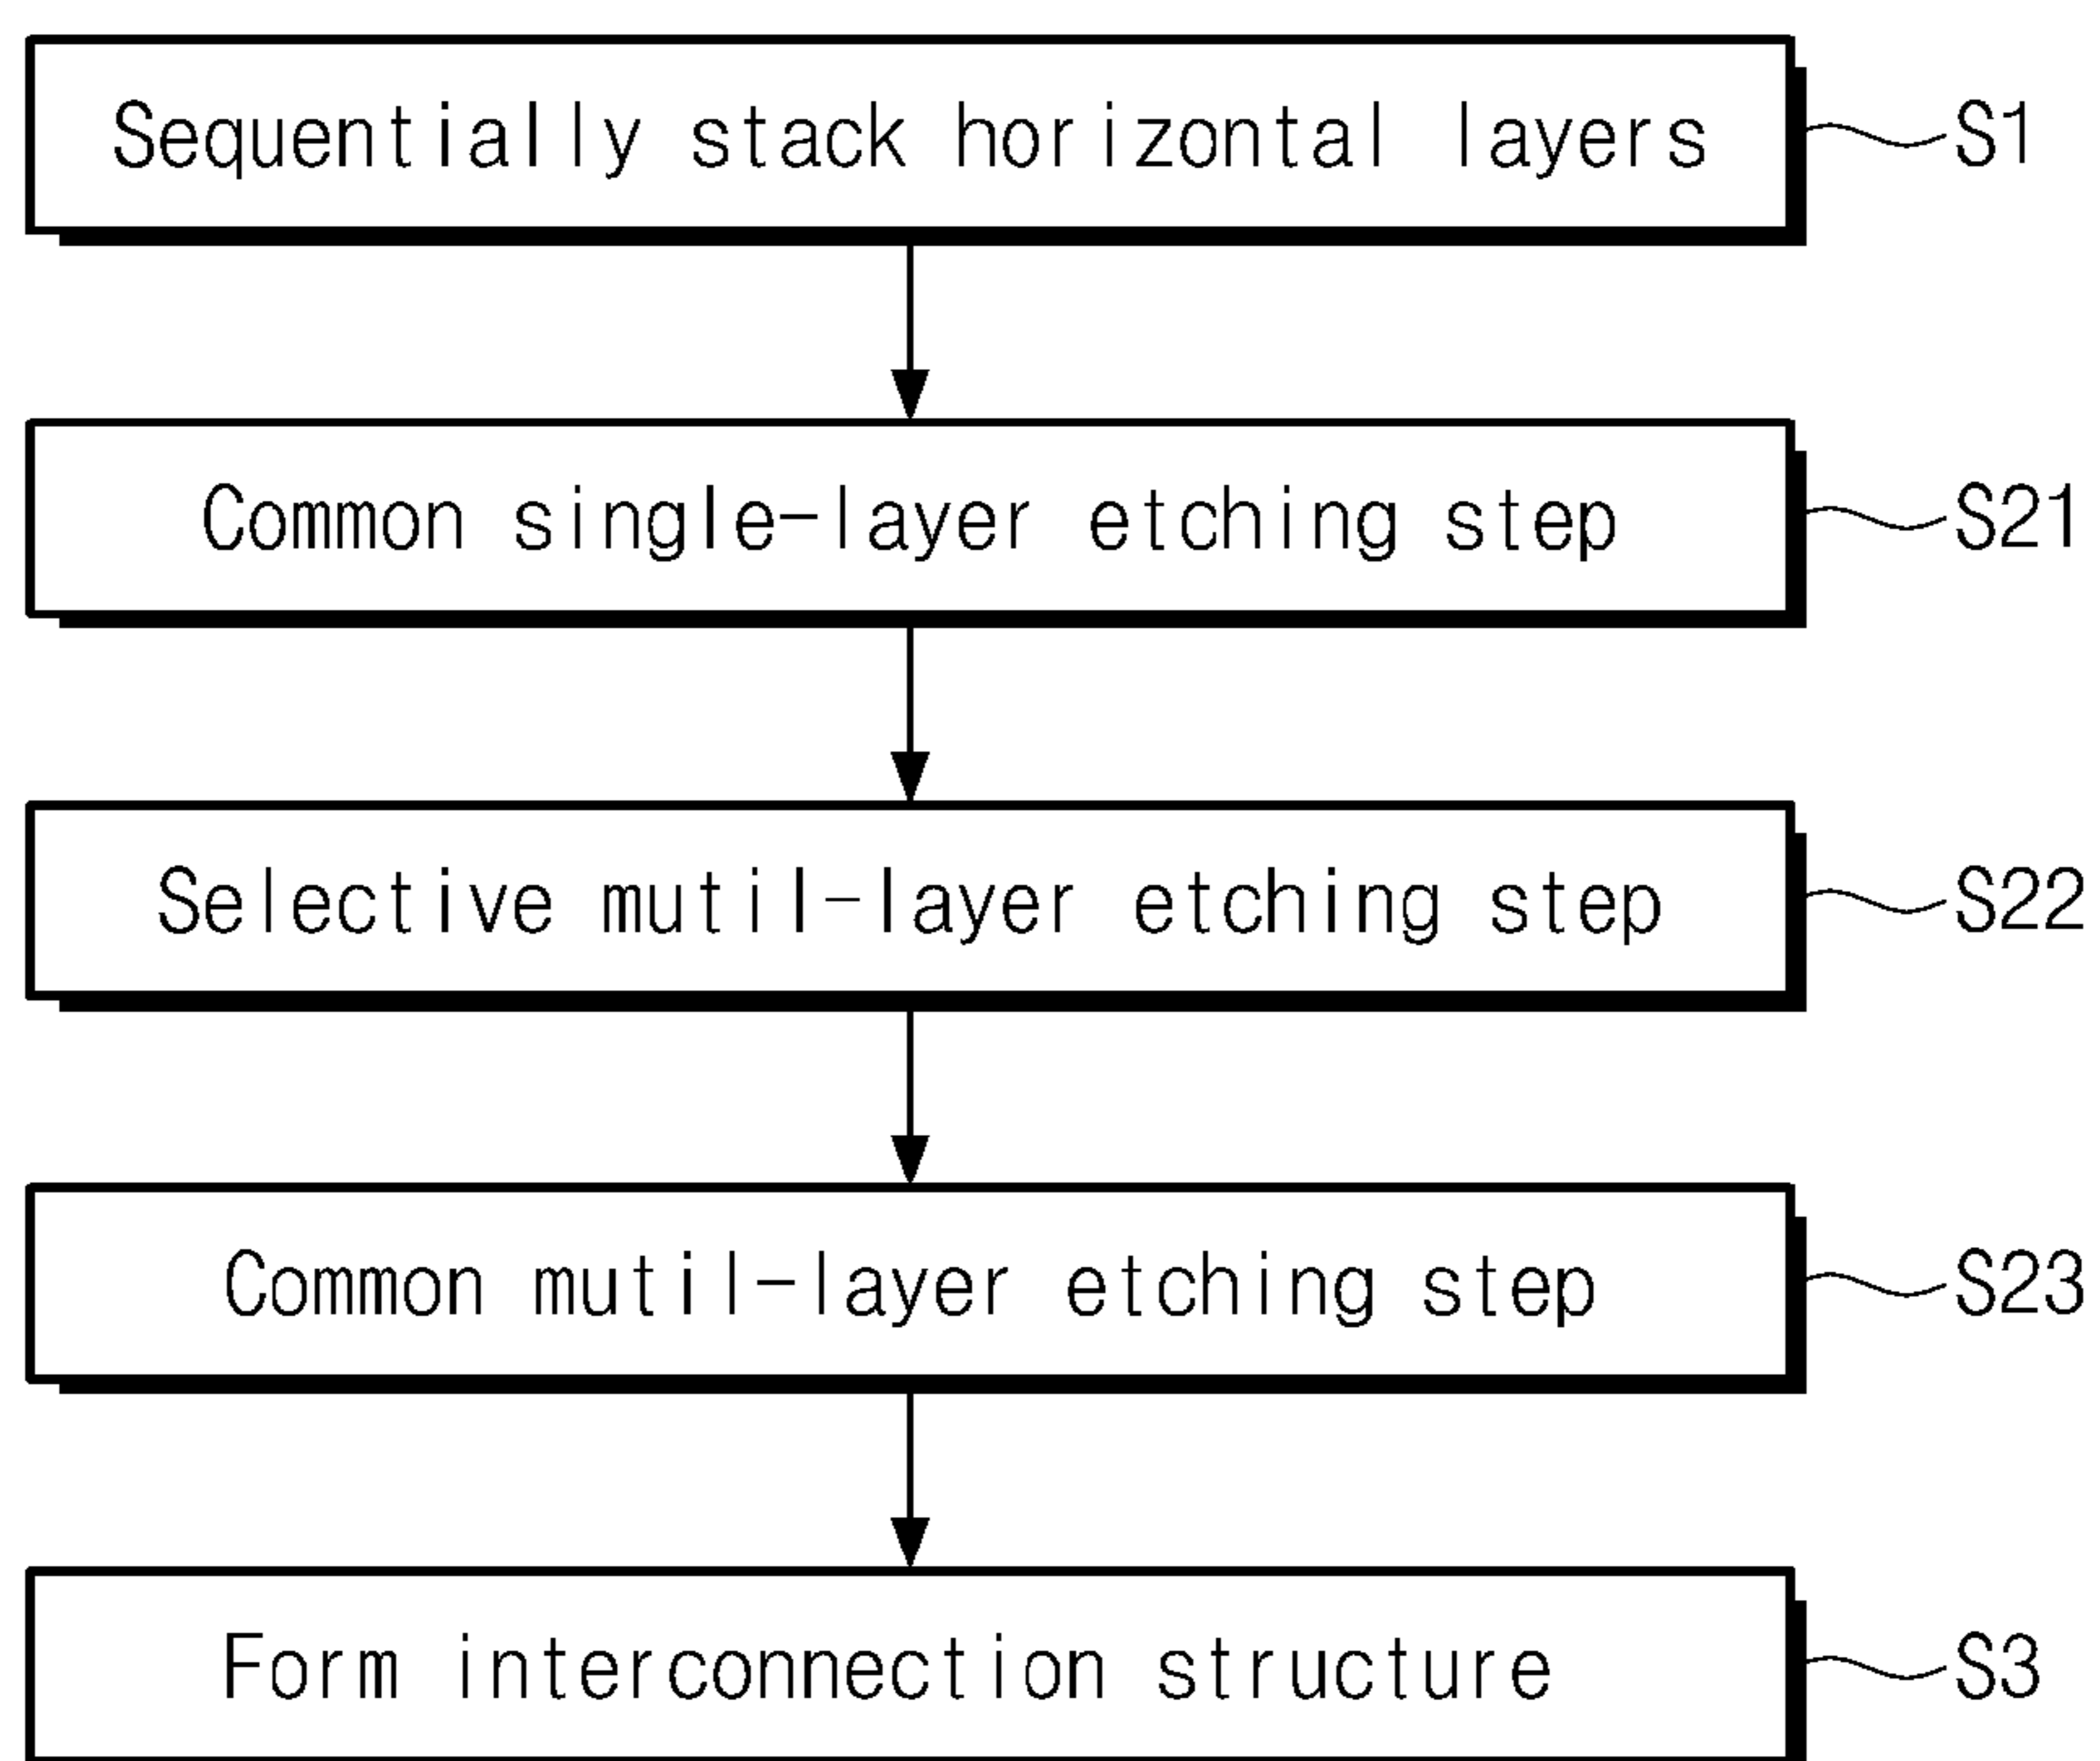 Sequentially stack horizontal layers S1
Common single-layer etching step S21
Selective mutil-layer etching step S22
Common mutil-layer etching step S23
Form interconnection structure S3